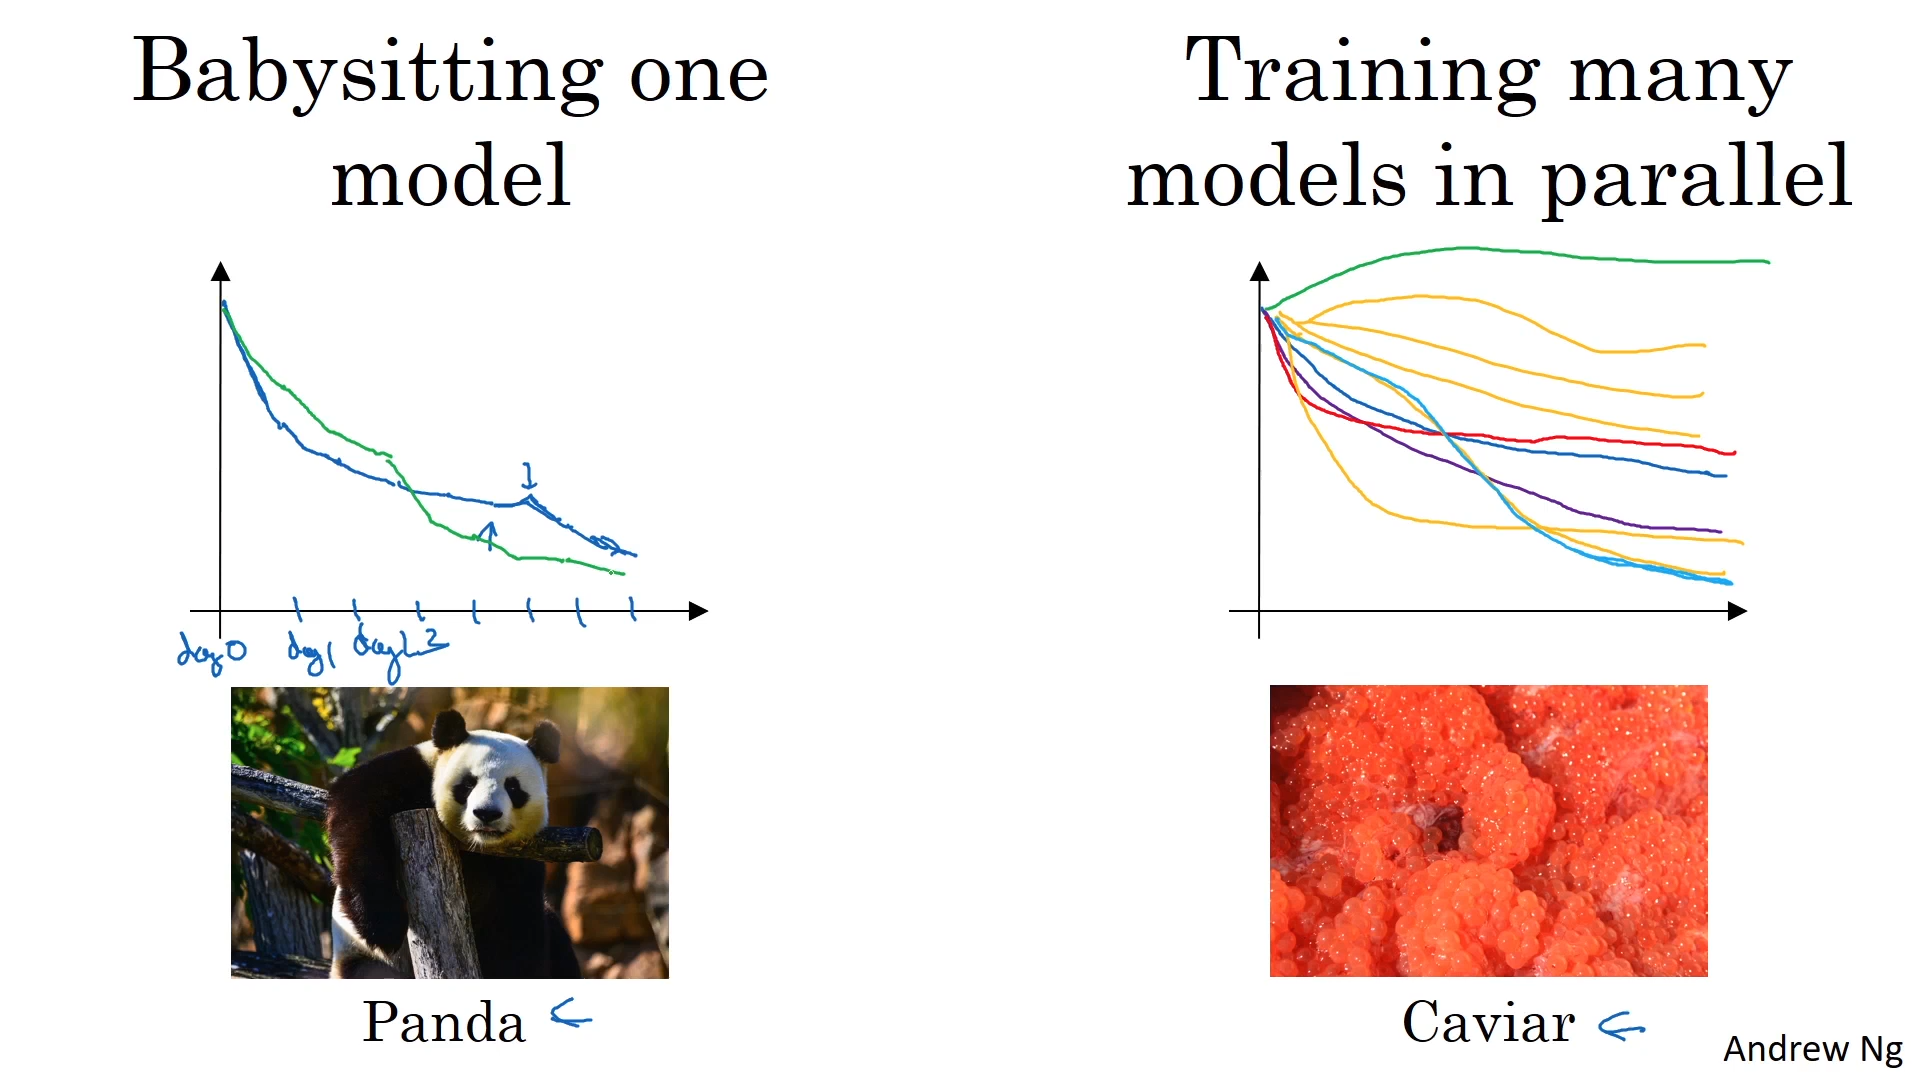 Babysitting one
model
Training many
models in parallel
day 0
day 1
day 2
Panda
Caviar
Andrew Ng